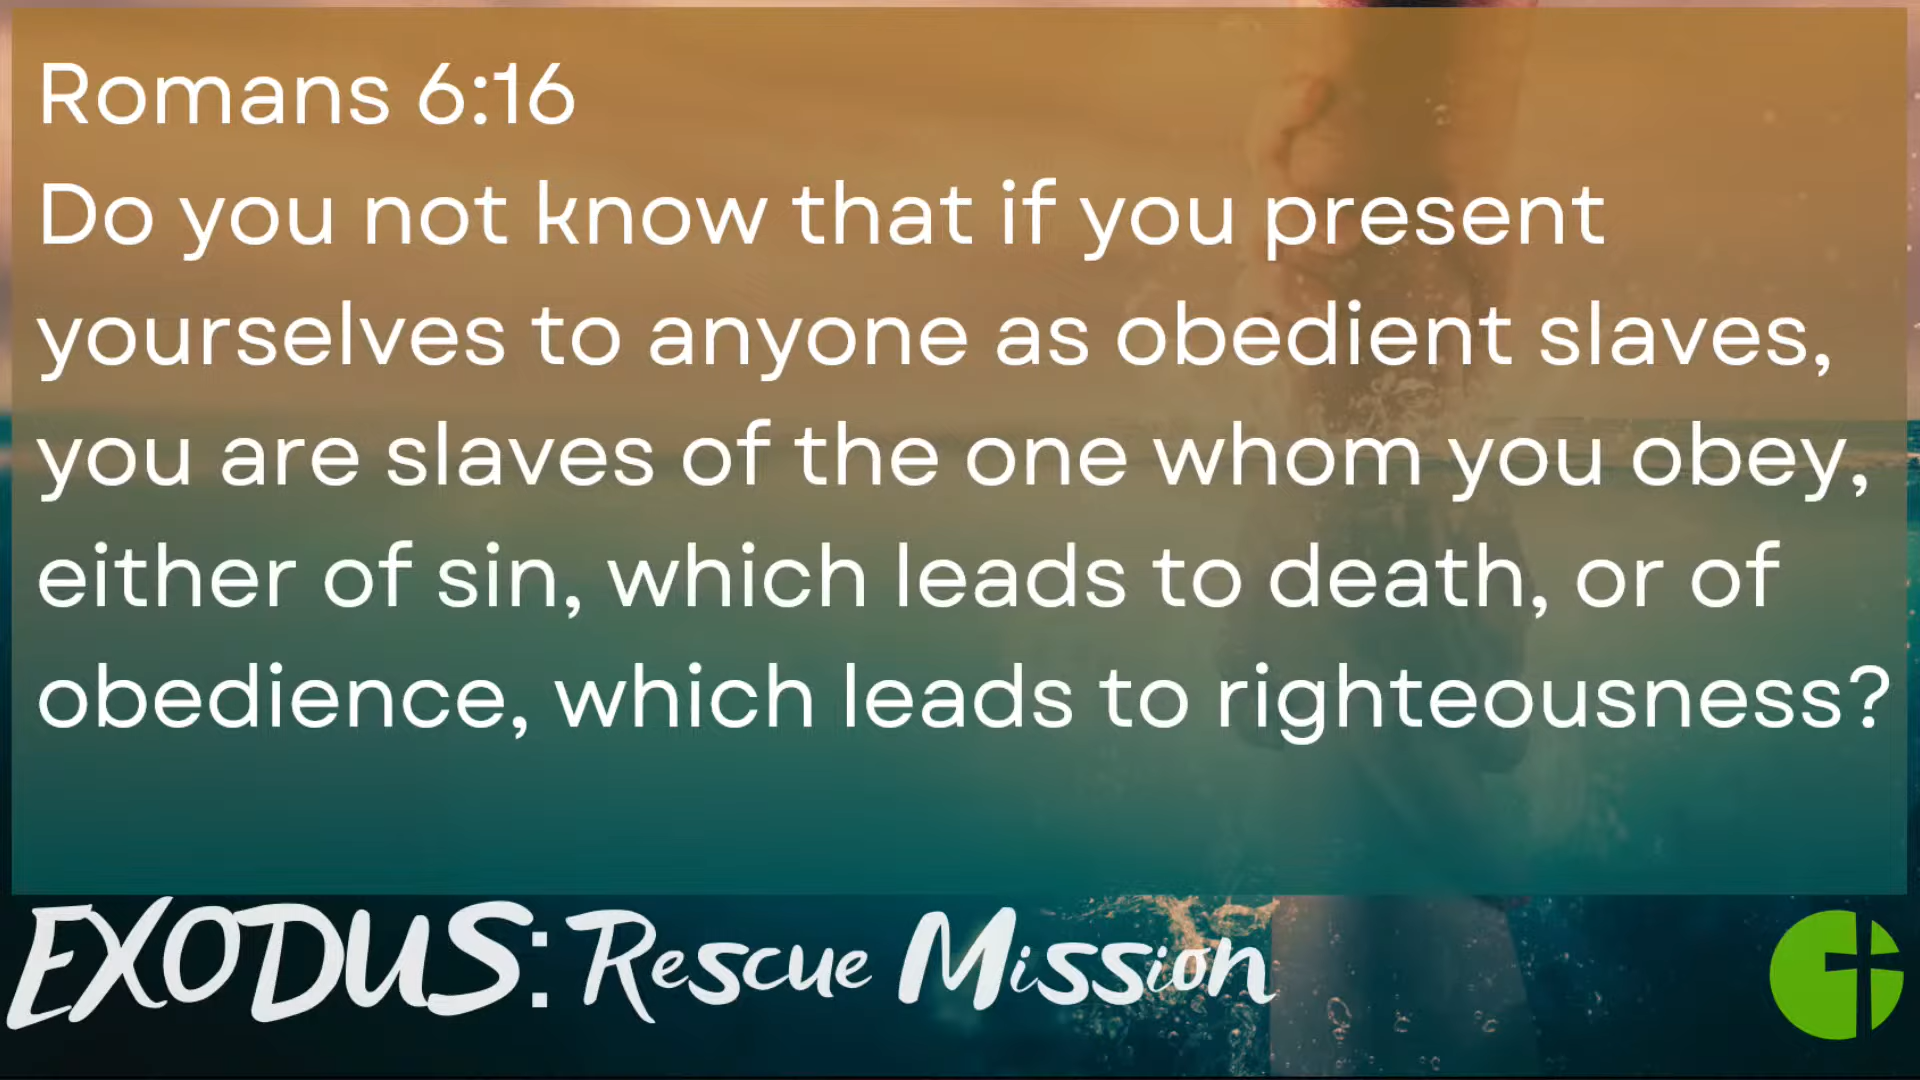 Romans 6:16
Do you not know that if you present
yourselves to anyone as obedient slaves,
you are slaves of the one whom you obey,
either of sin, which leads to death, or of
obedience, which leads to righteousness?
EXODUS: Rescue Mission